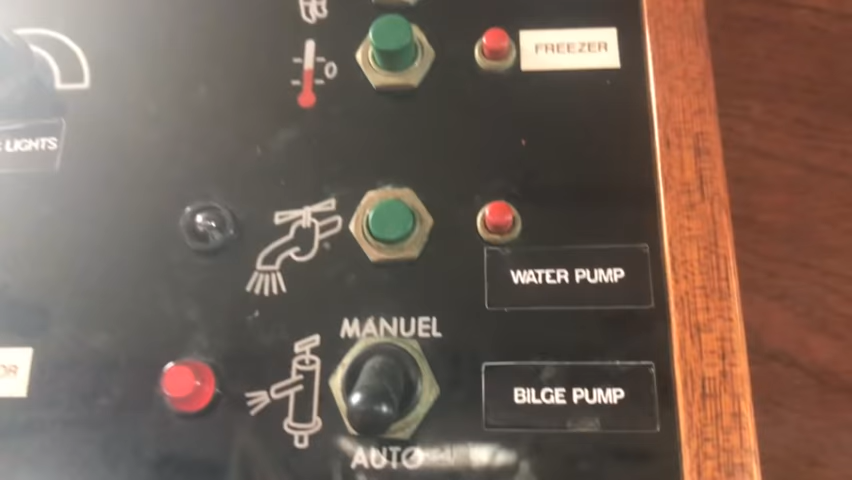 FREEZER
LIGHTS
WATER PUMP
MANUEL
BILGE PUMP
AUTO